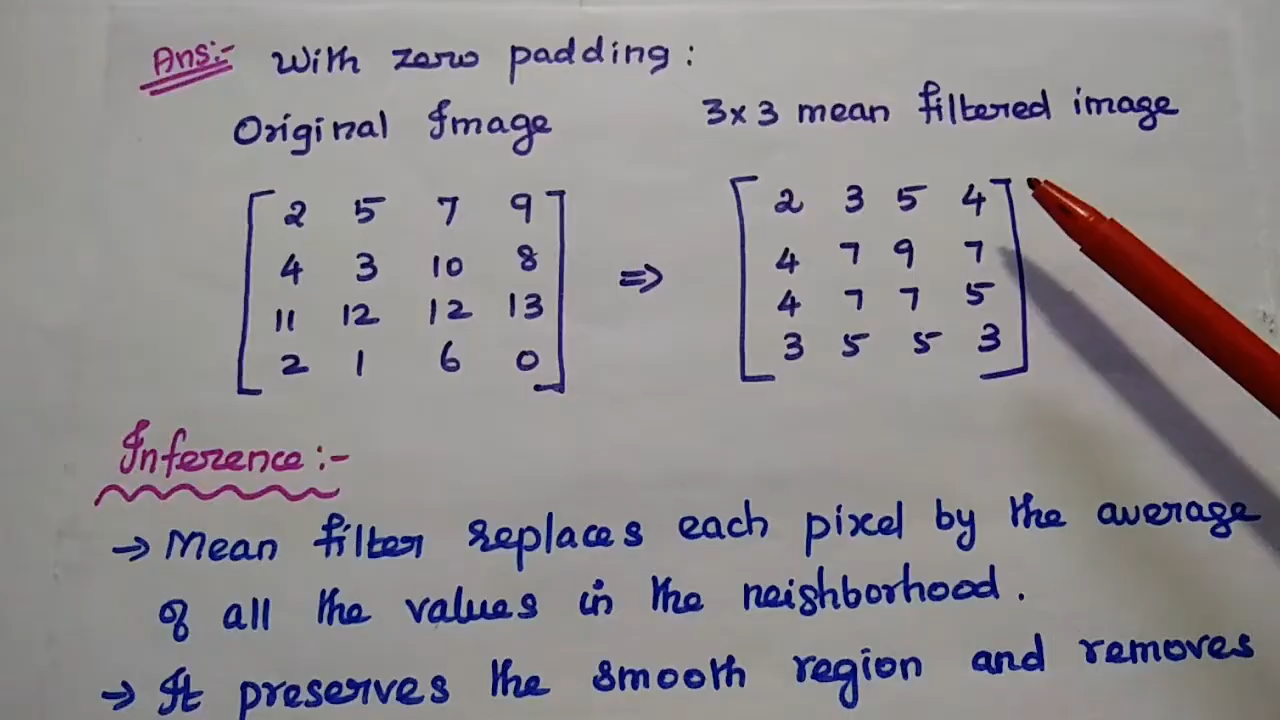 Ans:- With zero padding:
Original Image
3x3 mean filtered image
2 5 7 9
4 3 10 8
11 12 12 13
2 1 6 0
⇒
2 3 5 4
4 7 9 7
4 7 7 5
3 5 5 3
Inference:-
→ Mean filter replaces each pixel by the average
of all the values in the neishborhood.
→ It preserves the smooth region and removes